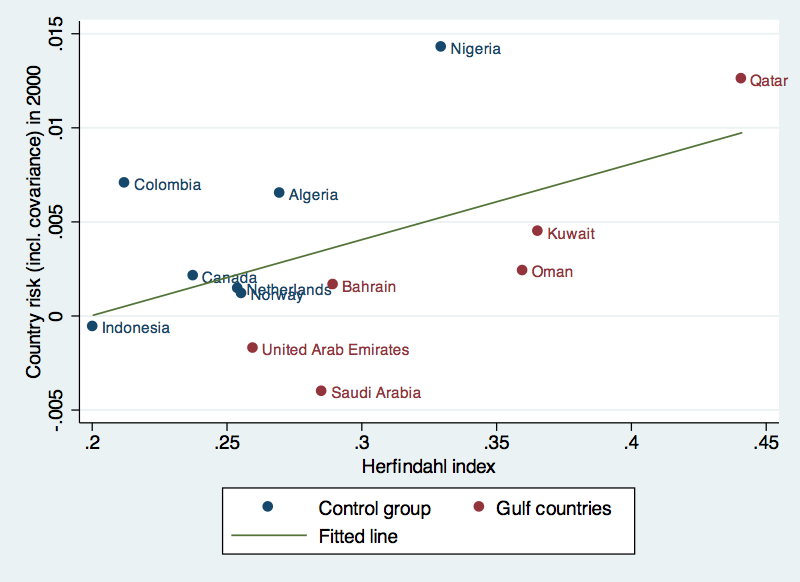 Country risk (incl. covariance) in 2000
.015
.01
.005
0
-.005
Nigeria
Qatar
Colombia
Algeria
Kuwait
Oman
Canada
Netherlands
Norway
Bahrain
Indonesia
United Arab Emirates
Saudi Arabia
.2 .25 .3 .35 .4 .45
Herfindahl index
Control group Gulf countries
Fitted line